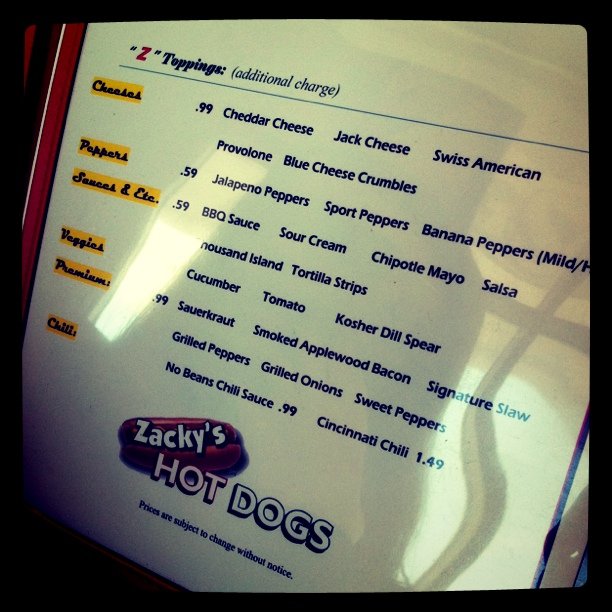 "Z" Toppings: (additional charge)
Cheeses .99 Cheddar Cheese Jack Cheese Swiss American
Provolone Blue Cheese Crumbles
Peppers .59 Jalapeno Peppers Sport Peppers Banana Peppers (Mild/H
Sauces & Etc. .59 BBQ Sauce Sour Cream Chipotle Mayo Salsa
housand Island Tortilla Strips
Veggies Cucumber Tomato Kosher Dill Spear
Premium: .99 Sauerkraut Smoked Applewood Bacon Signature Slaw
Grilled Peppers Grilled Onions Sweet Peppers
Chili: No Beans Chili Sauce .99 Cincinnati Chili 1.49
Zacky's
HOT DOGS
Prices are subject to change without notice.